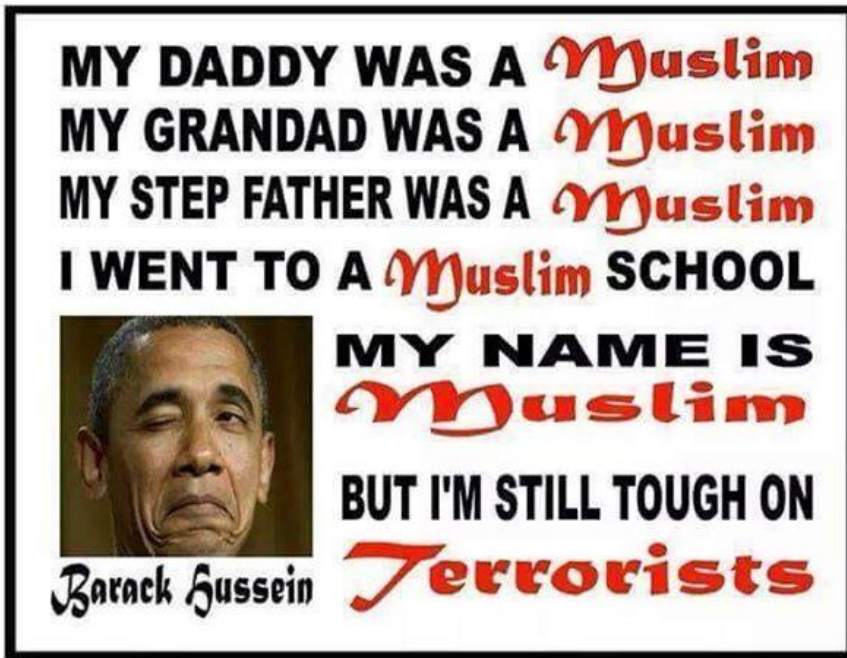 MY DADDY WAS A Muslim
MY GRANDAD WAS A Muslim
MY STEP FATHER WAS A Muslim
I WENT TO A Muslim SCHOOL
MY NAME IS
Muslim
BUT I'M STILL TOUGH ON
Terrorists
Barack Hussein